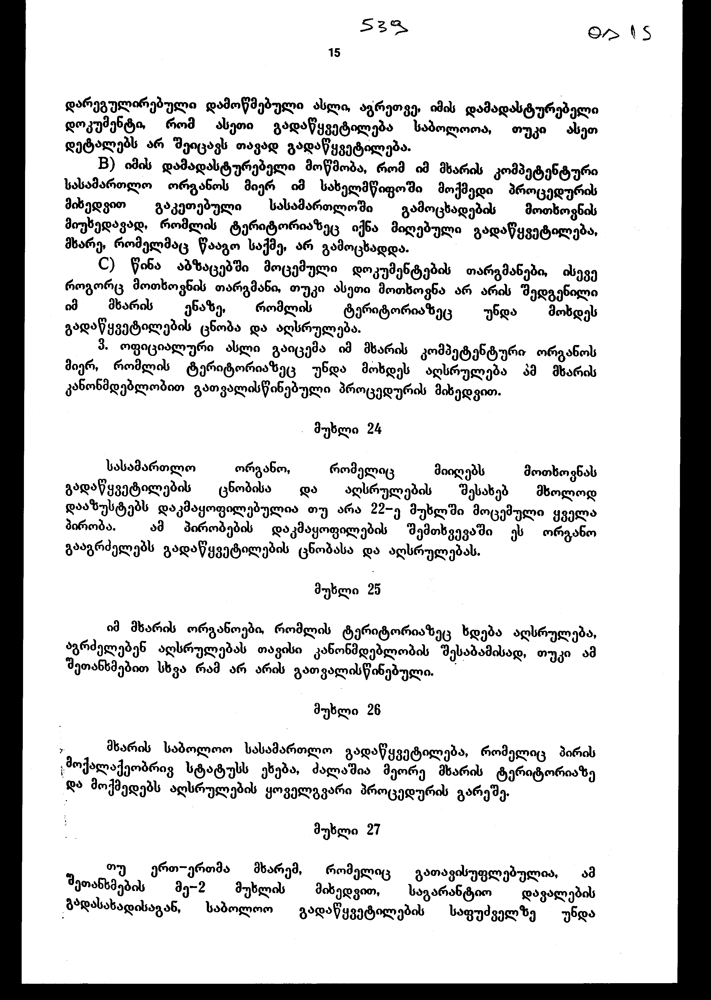 539
15
დარეგულირებული დამოწმებული ასლი, აგრეთვე, იმის დამადასტურებელი
დოკუმენტი, რომ ასეთი გადაწყვეტილება საბოლოოა, თუკი ასეთ
დეტალებს არ შეიცავს თავად გადაწყვეტილება.
B) იმის დამადასტურებელი მოწმობა, რომ იმ მხარის კომპეტენტური
სასამართლო ორგანოს მიერ იმ სახელმწიფოში მოქმედი პროცედურის
მიხედვით გაკეთებული სასამართლოში გამოცხადების მოთხოვნის
მიუხედავად, რომლის ტერიტორიაზეც იქნა მიღებული გადაწყვეტილება,
მხარე, რომელმაც წააგო საქმე, არ გამოცხადდა.
C) წინა აბზაცებში მოცემული დოკუმენტების თარგმანები, ისევე
როგორც მოთხოვნის თარგმანი, თუკი ასეთი მოთხოვნა არ არის შედგენილი
იმ მხარის ენაზე, რომლის ტერიტორიაზეც უნდა მოხდეს
გადაწყვეტილების ცნობა და აღსრულება.
3. ოფიციალური ასლი გაიცემა იმ მხარის კომპეტენტური ორგანოს
მიერ, რომლის ტერიტორიაზეც უნდა მოხდეს აღსრულება ამ მხარის
კანონმდებლობით გათვალისწინებული პროცედურის მიხედვით.
მუხლი 24
სასამართლო ორგანო, რომელიც მიიღებს მოთხოვნას
გადაწყვეტილების ცნობისა და აღსრულების შესახებ მხოლოდ
დააზუსტებს დაკმაყოფილებულია თუ არა 22-ე მუხლში მოცემული ყველა
პირობა. ამ პირობების დაკმაყოფილების შემთხვევაში ეს ორგანო
გააგრძელებს გადაწყვეტილების ცნობასა და აღსრულებას.
მუხლი 25
იმ მხარის ორგანოები, რომლის ტერიტორიაზეც ხდება აღსრულება,
აგრძელებენ აღსრულებას თავისი კანონმდებლობის შესაბამისად, თუკი ამ
შეთანხმებით სხვა რამ არ არის გათვალისწინებული.
მუხლი 26
მხარის საბოლოო სასამართლო გადაწყვეტილება, რომელიც პირის
მოქალაქეობრივ სტატუსს ეხება, ძალაშია მეორე მხარის ტერიტორიაზე
და მოქმედებს აღსრულების ყოველგვარი პროცედურის გარეშე.
მუხლი 27
თუ ერთ-ერთმა მხარემ, რომელიც გათავისუფლებულია, ამ
შეთანხმების მე-2 მუხლის მიხედვით, საგარანტიო დავალების
გადასახადისაგან, საბოლოო გადაწყვეტილების საფუძველზე უნდა